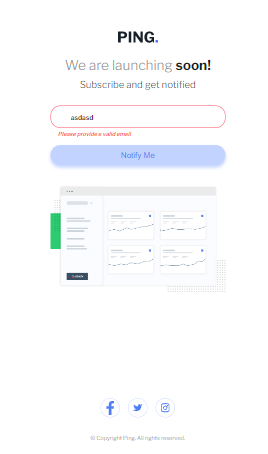 PING.
We are launching soon!
Subscribe and get notified
asdasd
Please provide a valid email
Notify Me
© Copyright Ping. All rights reserved.